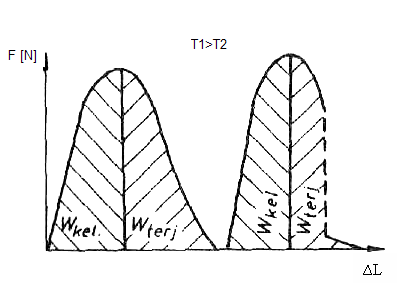 F [N]
T1>T2
Wkel.
Wterj.
Wkel
Wterj
ΔL